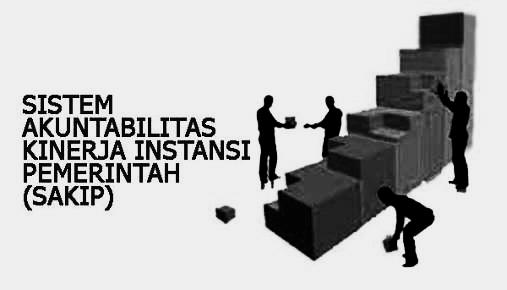 SISTEM
AKUNTABILITAS
KINERJA INSTANSI
PEMERINTAH
(SAKIP)